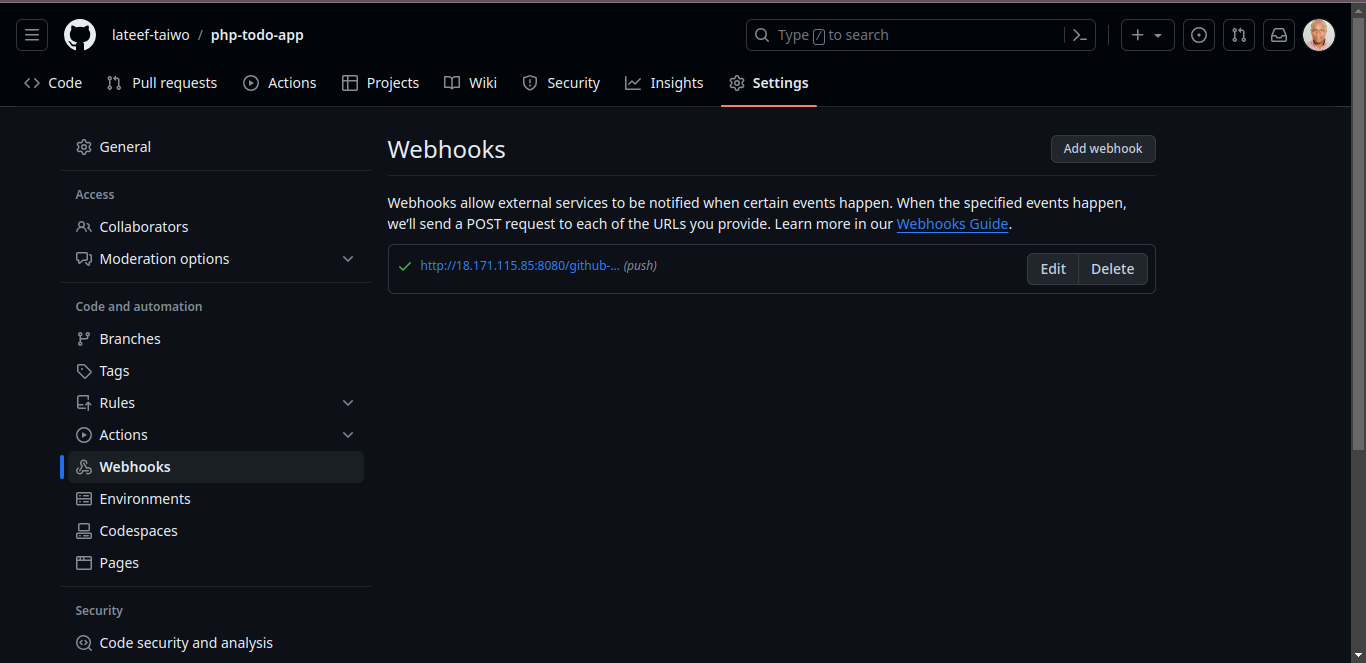 lateef-taiwo / php-todo-app
Type / to search
Code Pull requests Actions Projects Wiki Security Insights Settings
General
Access
Collaborators
Moderation options
Code and automation
Branches
Tags
Rules
Actions
Webhooks
Environments
Codespaces
Pages
Security
Code security and analysis
Webhooks
Add webhook
Webhooks allow external services to be notified when certain events happen. When the specified events happen,
we’ll send a POST request to each of the URLs you provide. Learn more in our Webhooks Guide.
http://18.171.115.85:8080/github-... (push)
Edit Delete